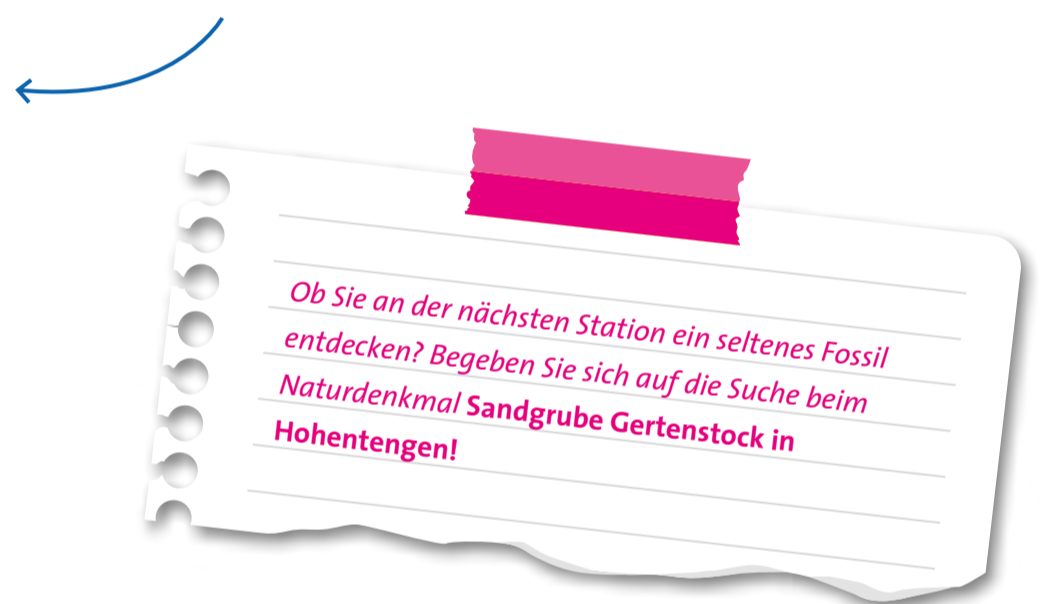 Ob Sie an der nächsten Station ein seltenes Fossil
entdecken? Begeben Sie sich auf die Suche beim
Naturdenkmal Sandgrube Gertenstock in
Hohentengen!